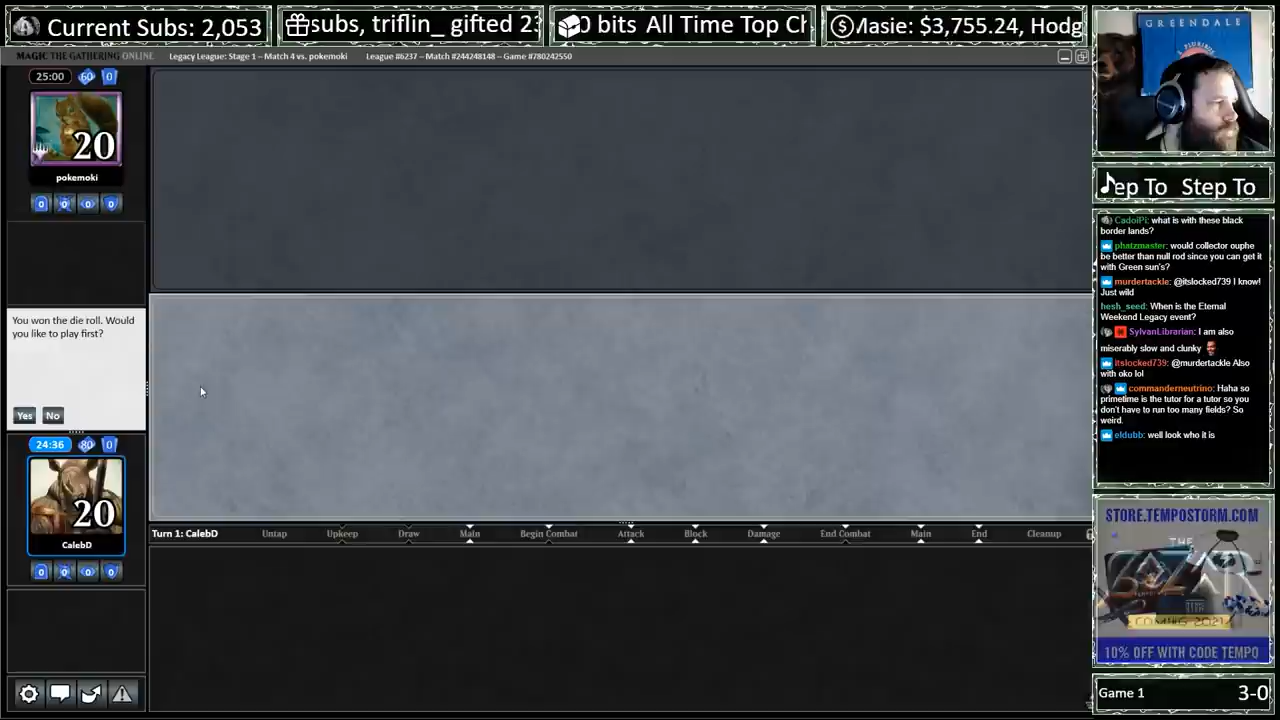 Current Subs: 2,053
subs, triflin_ gifted 23
0 bits All Time Top Ch
Masie: $3,755.24, Hodg
MAGIC THE GATHERING ONLINE
Legacy League: Stage 1 – Match 4 vs. pokemoki
League #6237 – Match #244248148 – Game #780242550
GREENDALE
25:00 60 0
20
pokemoki
0 0 0 0
You won the die roll. Would
you like to play first?
Yes No
24:36 80 0
20
CalebD
0 0 0 0
Turn 1: CalebD Untap Upkeep Draw Main Begin Combat Attack Block Damage End Combat Main End Cleanup
ep To Step To
CadoiPi: what is with these black
border lands?
phatzmaster: would collector ouphe
be better than null rod since you can get it
with Green sun's?
murdertackle: @itslocked739 I know!
Just wild
hesh_seed: When is the Eternal
Weekend Legacy event?
SylvanLibrarian: I am also
miserably slow and clunky
itslocked739: @murdertackle Also
with oko lol
commanderneutrino: Haha so
primetime is the tutor for a tutor so you
don't have to run too many fields? So
weird.
eldubb: well look who it is
STORE.TEMPOSTORM.COM
THE
COMING 2021
10% OFF WITH CODE TEMPO
Game 1 3-0